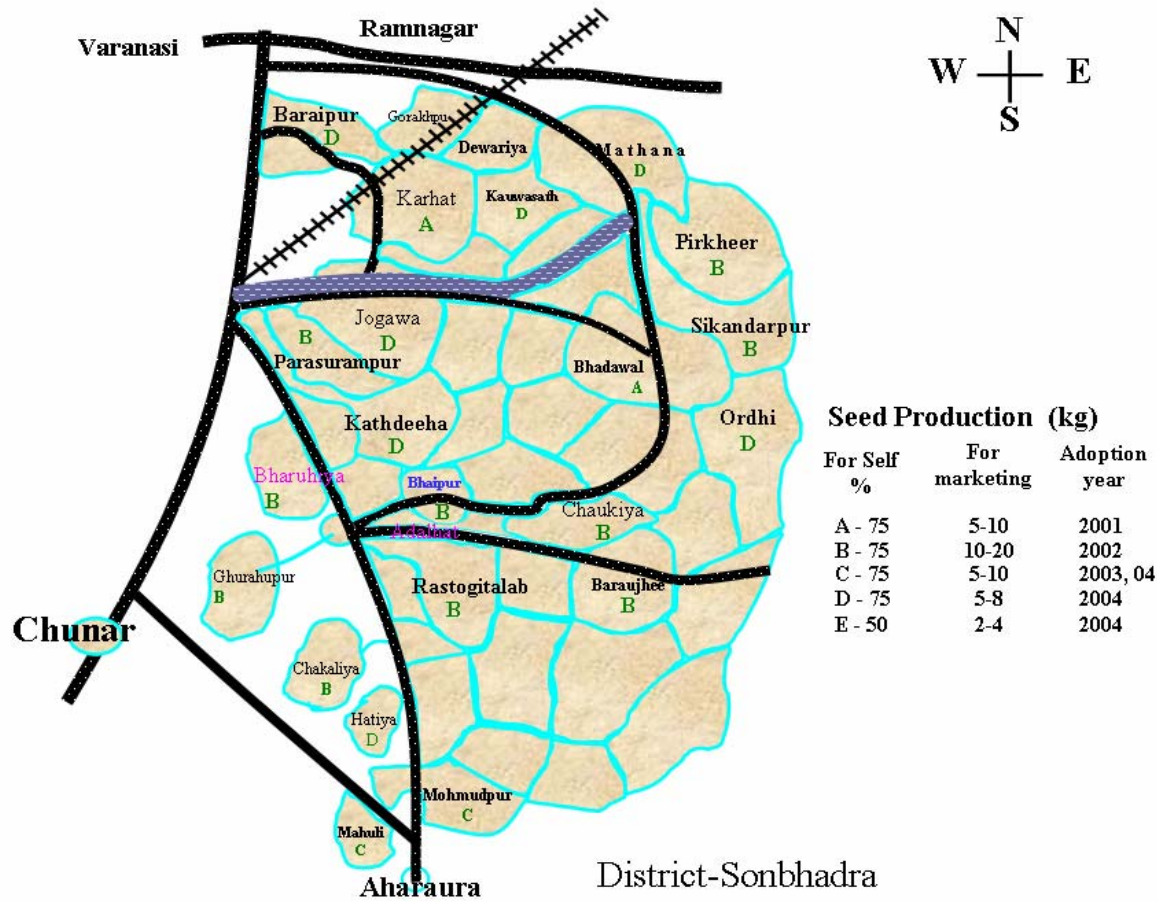 Ramnagar
Varanasi
N
W E
S
Baraipur
D
Gorakhpu
Dewariya
Mathana
D
Karhat
A
Kauwasath
D
Pirkheer
B
Jogawa
D
B
Parasurampur
Sikandarpur
B
Bhadawal
A
Kathdeeha
D
Ordhi
D
Bharuhiya
B
Bhaipur
B
Chaukiya
B
Adalhat
Ghurahupur
B
Rastogitalab
B
Baraujhee
B
Chunar
Chakaliya
B
Hatiya
D
Mohmudpur
C
Mahuli
C
Aharaura
District-Sonbhadra
Seed Production (kg)
For Self % For marketing Adoption year
A - 75 5-10 2001
B - 75 10-20 2002
C - 75 5-10 2003, 04
D - 75 5-8 2004
E - 50 2-4 2004